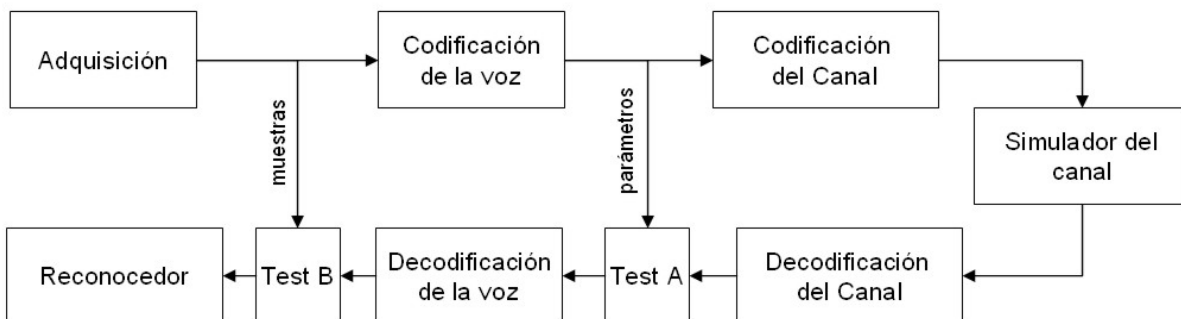 Adquisición
Codificación
de la voz
Codificación
del Canal
muestras
parámetros
Simulador del
canal
Reconocedor
Test B
Decodificación
de la voz
Test A
Decodificación
del Canal